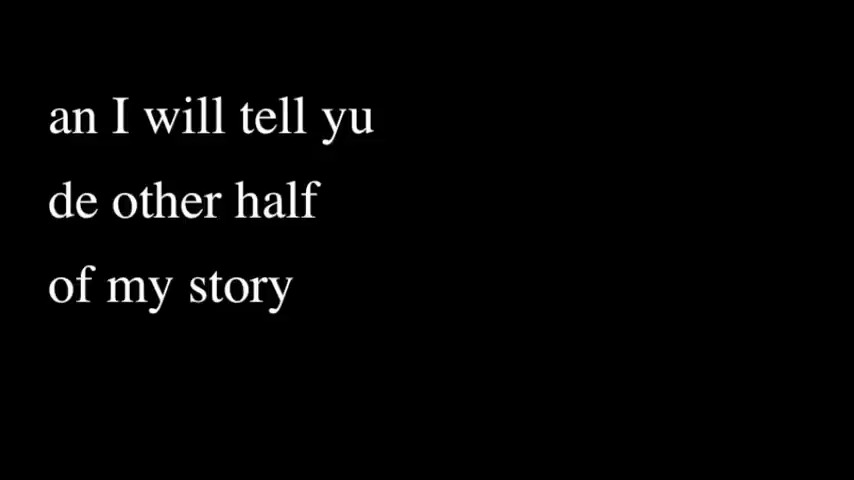 an I will tell yu
de other half
of my story